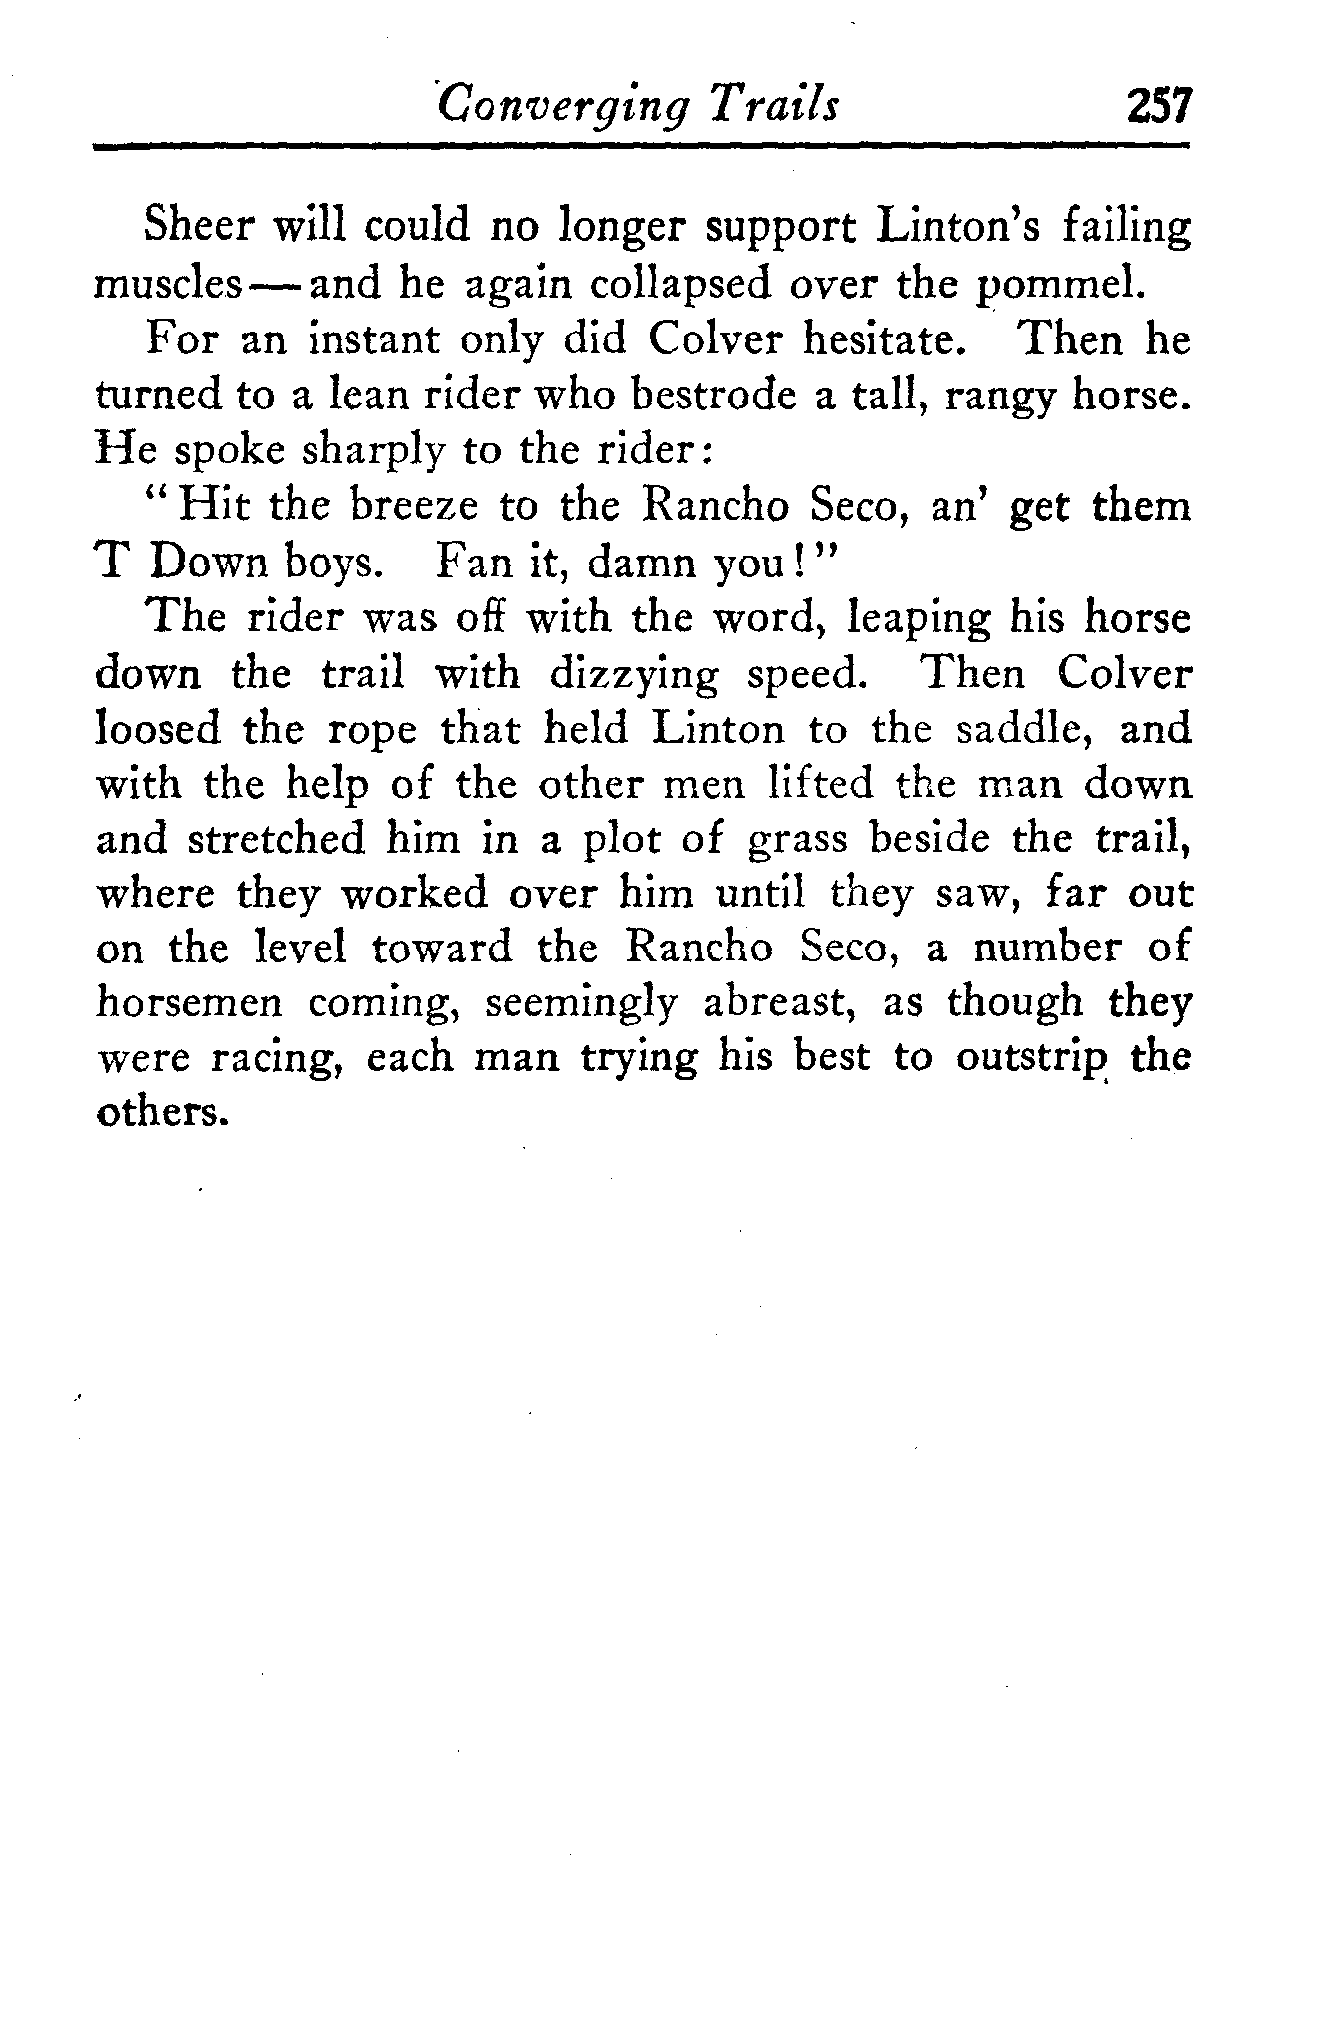 Converging Trails 257
Sheer will could no longer support Linton's failing
muscles—and he again collapsed over the pommel.
For an instant only did Colver hesitate. Then he
turned to a lean rider who bestrode a tall, rangy horse.
He spoke sharply to the rider:
"Hit the breeze to the Rancho Seco, an' get them
T Down boys. Fan it, damn you!"
The rider was off with the word, leaping his horse
down the trail with dizzying speed. Then Colver
loosed the rope that held Linton to the saddle, and
with the help of the other men lifted the man down
and stretched him in a plot of grass beside the trail,
where they worked over him until they saw, far out
on the level toward the Rancho Seco, a number of
horsemen coming, seemingly abreast, as though they
were racing, each man trying his best to outstrip the
others.